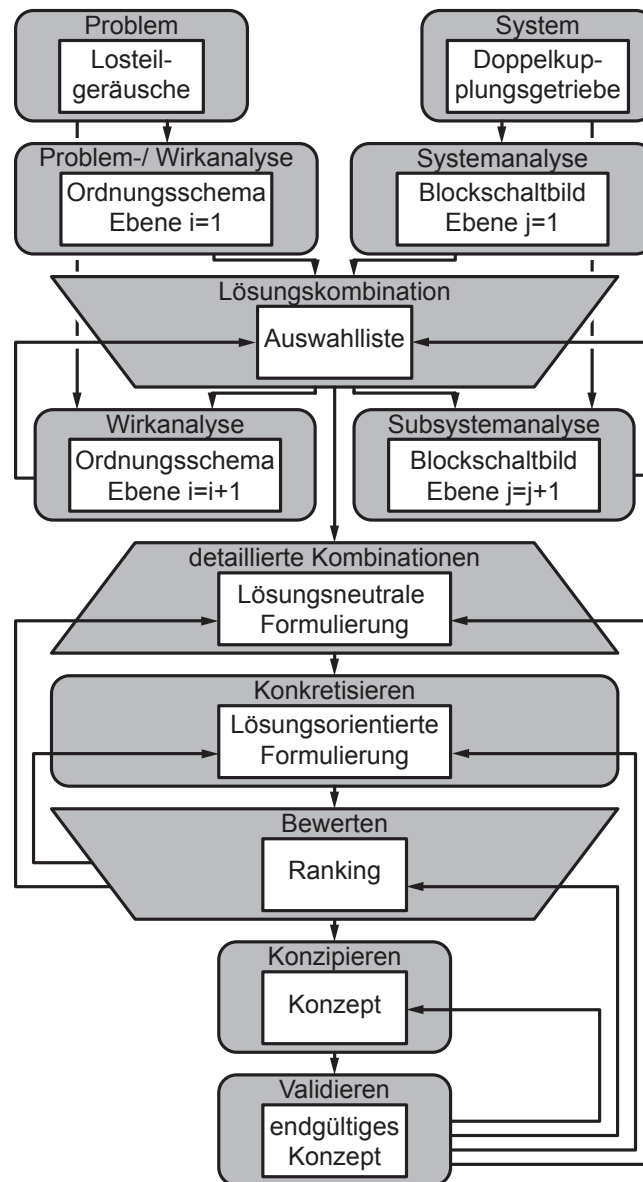 Problem
Losteil-
geräusche
System
Doppelkup-
plungsgetriebe
Problem-/ Wirkanalyse
Ordnungsschema
Ebene i=1
Systemanalyse
Blockschaltbild
Ebene j=1
Lösungskombination
Auswahlliste
Wirkanalyse
Ordnungsschema
Ebene i=i+1
Subsystemanalyse
Blockschaltbild
Ebene j=j+1
detaillierte Kombinationen
Lösungsneutrale
Formulierung
Konkretisieren
Lösungsorientierte
Formulierung
Bewerten
Ranking
Konzipieren
Konzept
Validieren
endgültiges
Konzept